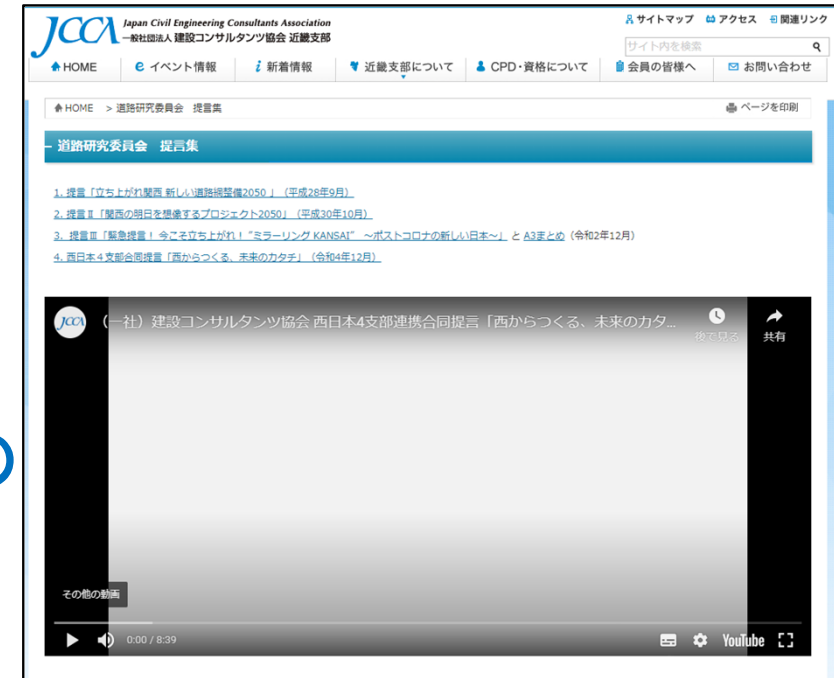 JCCA Japan Civil Engineering Consultants Association
一般社団法人 建設コンサルタンツ協会 近畿支部
サイトマップ アクセス 関連リンク
サイト内を検索
HOME イベント情報 新着情報 近畿支部について CPD・資格について 会員の皆様へ お問い合わせ
HOME > 道路研究委員会 提言集 ページを印刷
道路研究委員会 提言集
1. 提言「立ち上がれ関西 新しい道路網整備2050 」（平成28年9月）
2. 提言Ⅱ「関西の明日を想像するプロジェクト2050」（平成30年10月）
3. 提言Ⅲ「緊急提言！ 今こそ立ち上がれ！“ミラーリング KANSAI” ～ポストコロナの新しい日本～」 と A3まとめ（令和2年12月）
4. 西日本４支部合同提言「西からつくる、未来のカタチ」（令和4年12月）
JCCA （一社）建設コンサルタンツ協会 西日本4支部連携合同提言「西からつくる、未来のカタ...
後で見る 共有
その他の動画
0:00 / 8:39 YouTube